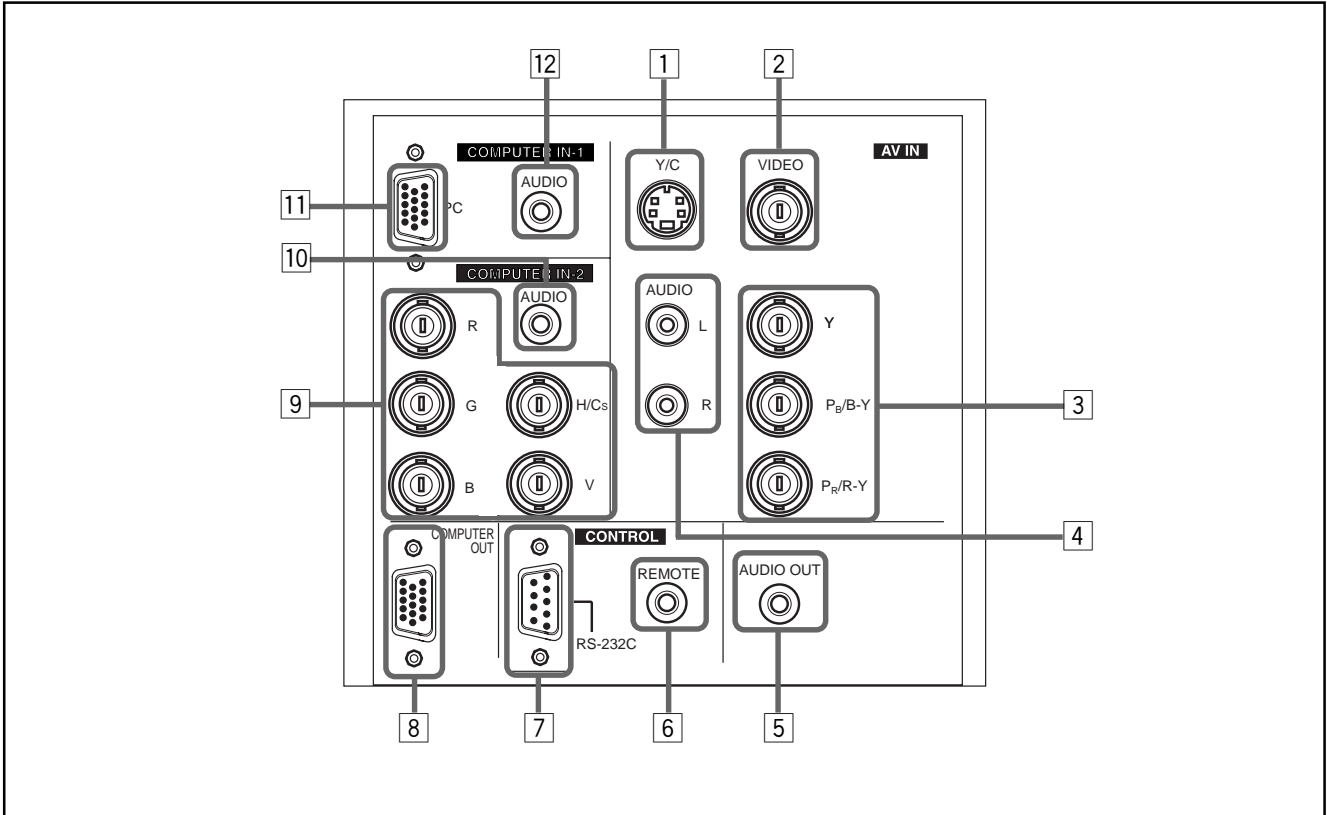 12 1 2
COMPUTER IN-1 AV IN
Y/C VIDEO
AUDIO
11 PC
10
COMPUTER IN-2
AUDIO AUDIO
R L Y
9 G H/Cs R PB/B-Y 3
B V PR/R-Y
COMPUTER OUT CONTROL 4
REMOTE AUDIO OUT
RS-232C
8 7 6 5